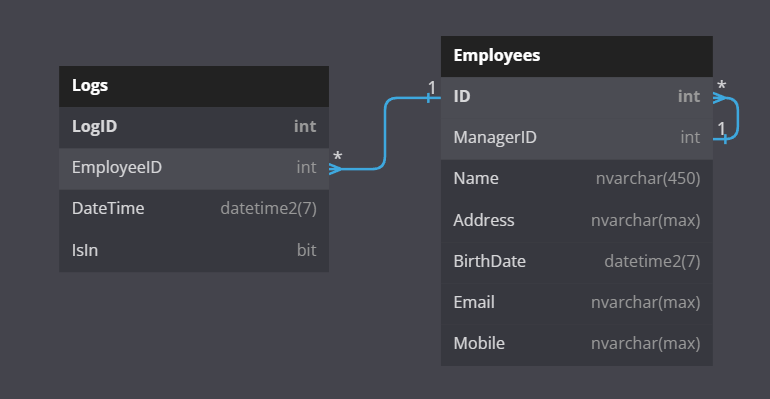 Logs
LogID int
EmployeeID int
DateTime datetime2(7)
IsIn bit
*
1
Employees
ID int
ManagerID int
Name nvarchar(450)
Address nvarchar(max)
BirthDate datetime2(7)
Email nvarchar(max)
Mobile nvarchar(max)
*
1